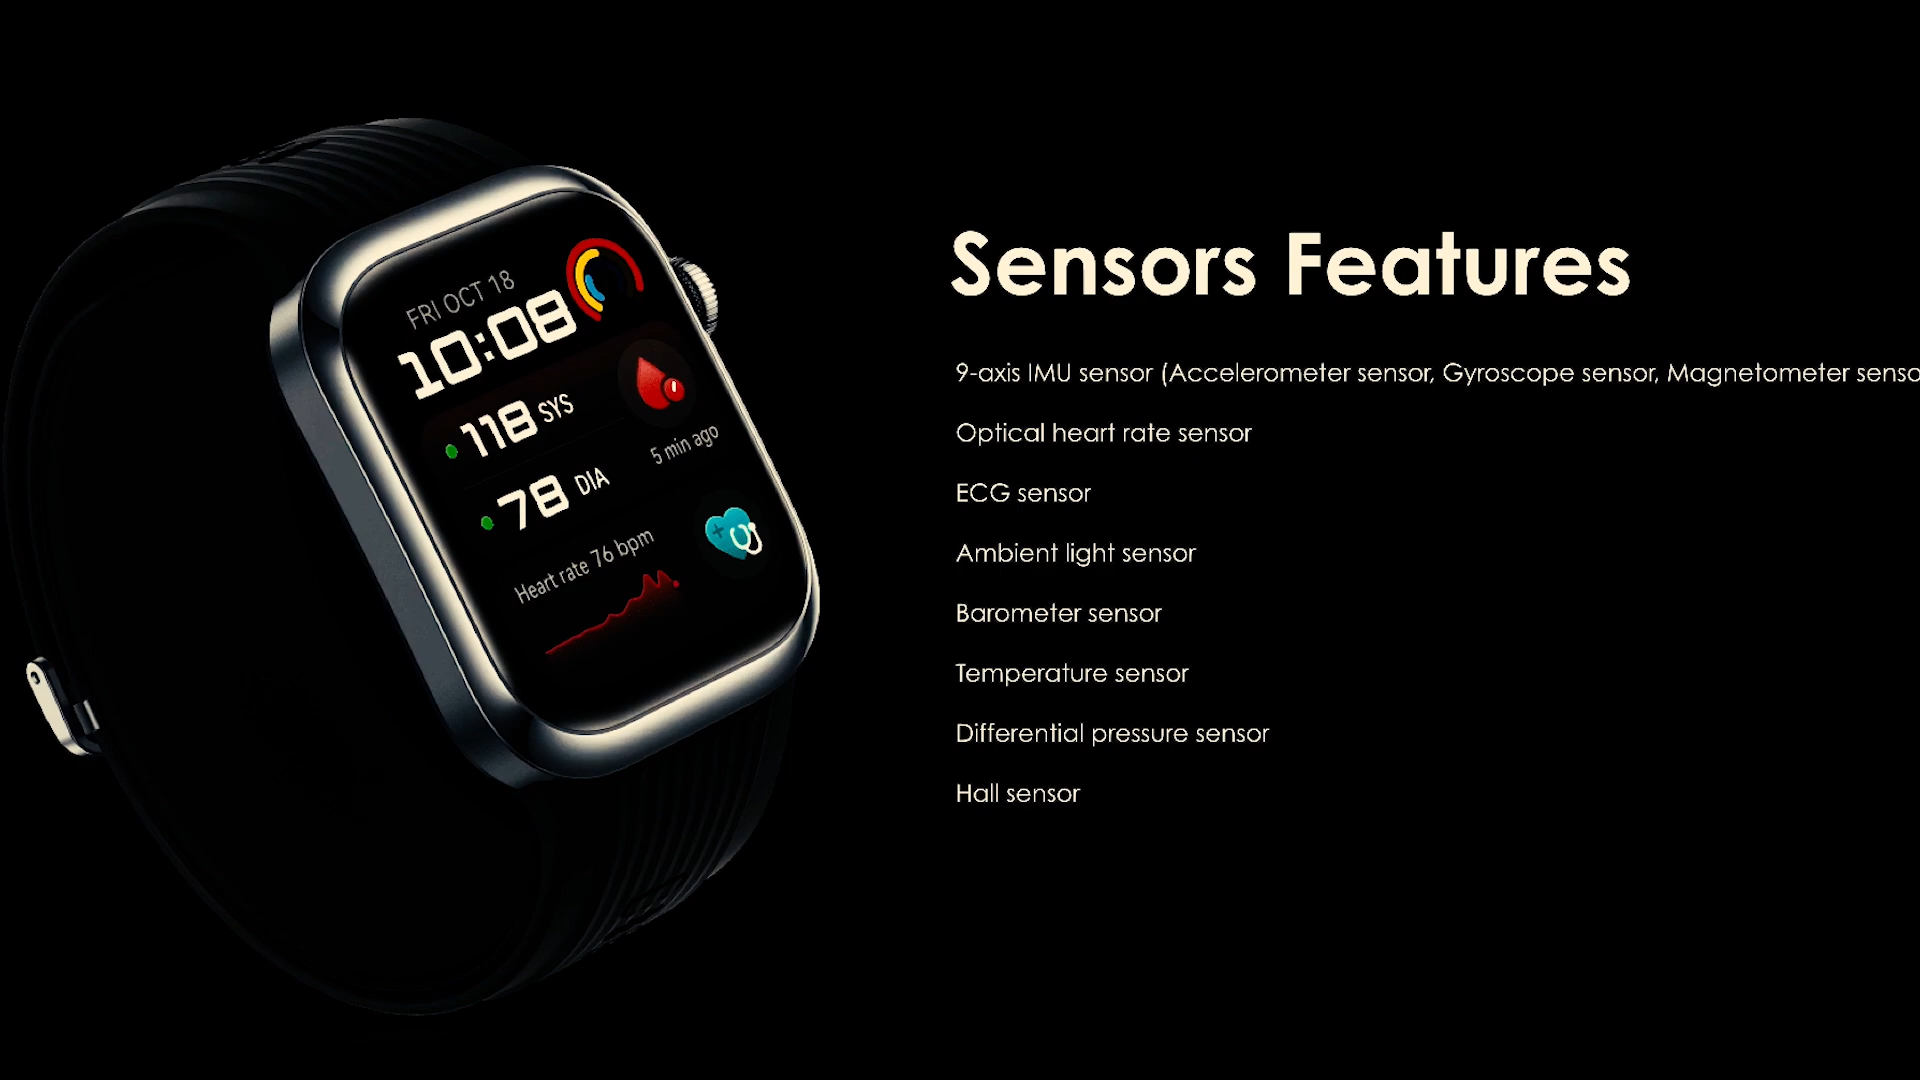 FRI OCT 18
10:08
118 SYS
5 min ago
78 DIA
Heart rate 76 bpm
Sensors Features
9-axis IMU sensor (Accelerometer sensor, Gyroscope sensor, Magnetometer senso
Optical heart rate sensor
ECG sensor
Ambient light sensor
Barometer sensor
Temperature sensor
Differential pressure sensor
Hall sensor